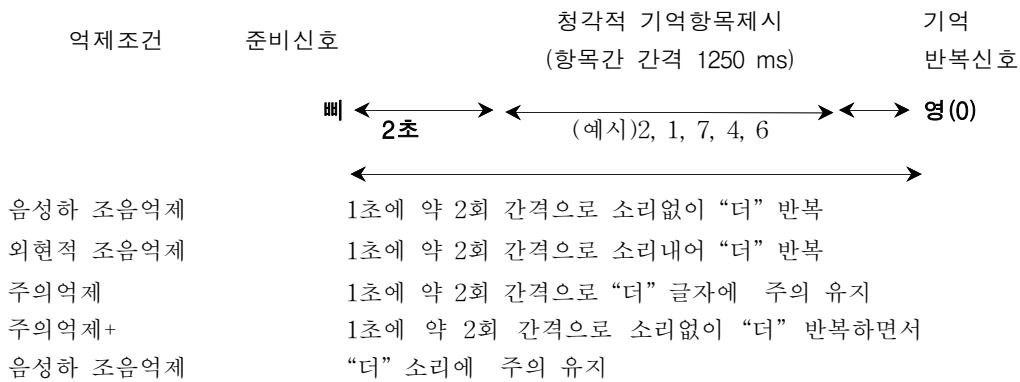 억제조건 준비신호 청각적 기억항목제시 기억
(항목간 간격 1250 ms) 반복신호
삐 2초 (예시)2, 1, 7, 4, 6 영(0)
음성하 조음억제 1초에 약 2회 간격으로 소리없이 “더” 반복
외현적 조음억제 1초에 약 2회 간격으로 소리내어 “더” 반복
주의억제 1초에 약 2회 간격으로 “더” 글자에 주의 유지
주의억제+ 1초에 약 2회 간격으로 소리없이 “더” 반복하면서
음성하 조음억제 “더” 소리에 주의 유지